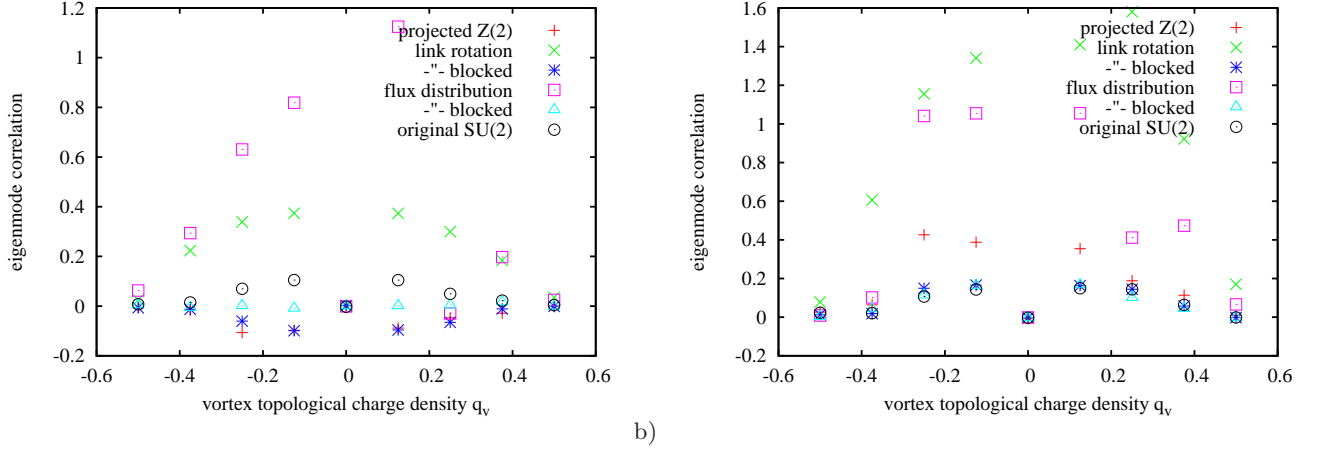 1.2
1
0.8
0.6
0.4
0.2
0
-0.2
-0.6
-0.4
-0.2
0
0.2
0.4
0.6
eigenmode correlation
vortex topological charge density q_v
projected Z(2)
link rotation
-"- blocked
flux distribution
-"- blocked
original SU(2)
b)
1.6
1.4
1.2
1
0.8
0.6
0.4
0.2
0
-0.2
-0.6
-0.4
-0.2
0
0.2
0.4
0.6
eigenmode correlation
vortex topological charge density q_v
projected Z(2)
link rotation
-"- blocked
flux distribution
-"- blocked
original SU(2)